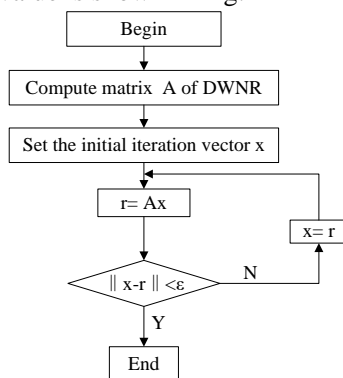 Begin
Compute matrix A of DWNR
Set the initial iteration vector x
r= Ax
x= r
‖ x-r ‖ <ε
N
Y
End